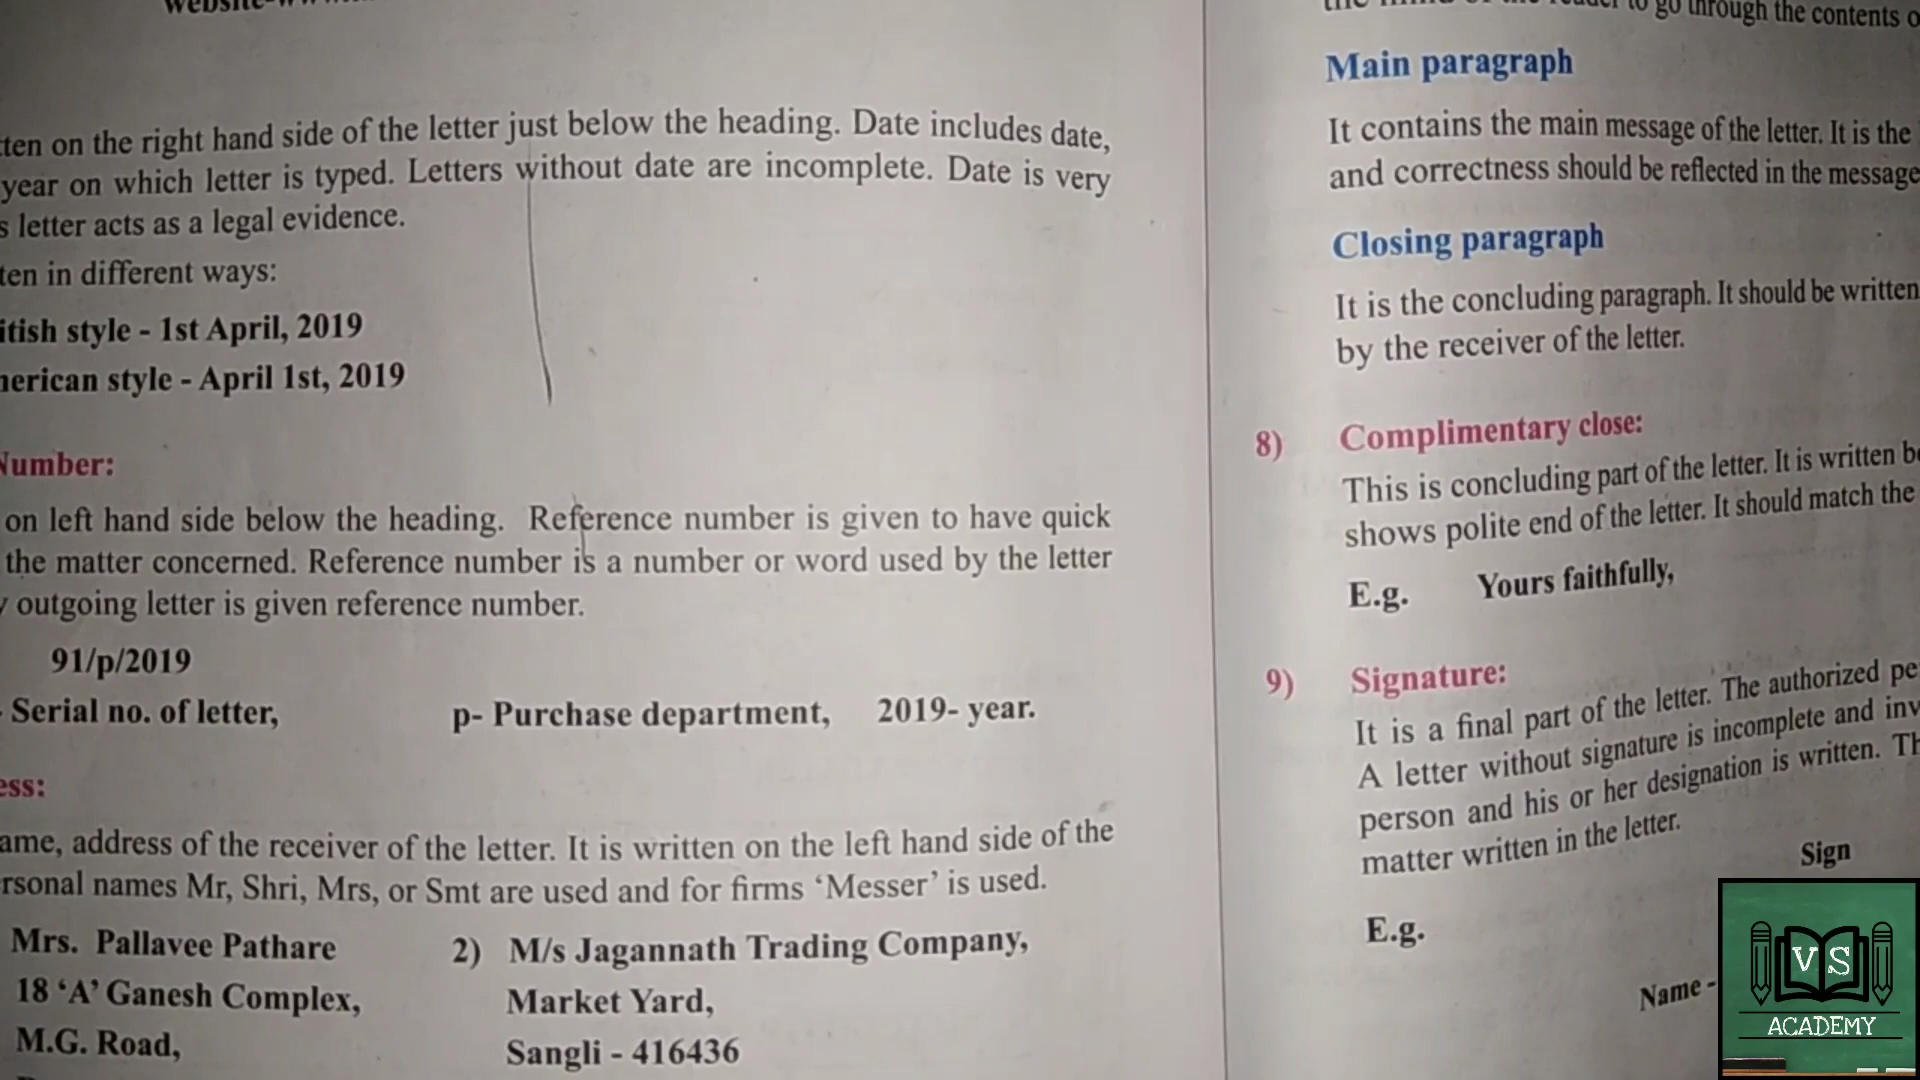 just below the heading. Date includes date,
on the right hand side of the letter
year on which letter is typed. Letters without date are incomplete. Date is very
letter acts as a legal evidence.
in different ways:
style - 1st April, 2019
style - April 1st, 2019
Number:
on left hand side below the heading. Reference number is given to have quick
the matter concerned. Reference number is a number or word used by the letter
outgoing letter is given reference number.
91/p/2019
Serial no. of letter, p- Purchase department, 2019- year.
address of the receiver of the letter. It is written on the left hand side of the
names Mr, Shri, Mrs, or Smt are used and for firms ‘Messer’ is used.
Mrs. Pallavee Pathare
18 ‘A’ Ganesh Complex,
M.G. Road,
2) M/s Jagannath Trading Company,
Market Yard,
Sangli - 416436
to go through the contents
Main paragraph
It contains the main message of the letter. It is the
and correctness should be reflected in the message
Closing paragraph
It is the concluding paragraph. It should be written
by the receiver of the letter.
8) Complimentary close:
This is concluding part of the letter. It is written
shows polite end of the letter. It should match the
E.g. Yours faithfully,
9) Signature:
It is a final part of the letter. The authorized
A letter without signature is incomplete and
person and his or her designation is written.
matter written in the letter.
Sign
E.g.
Name -
VS
ACADEMY